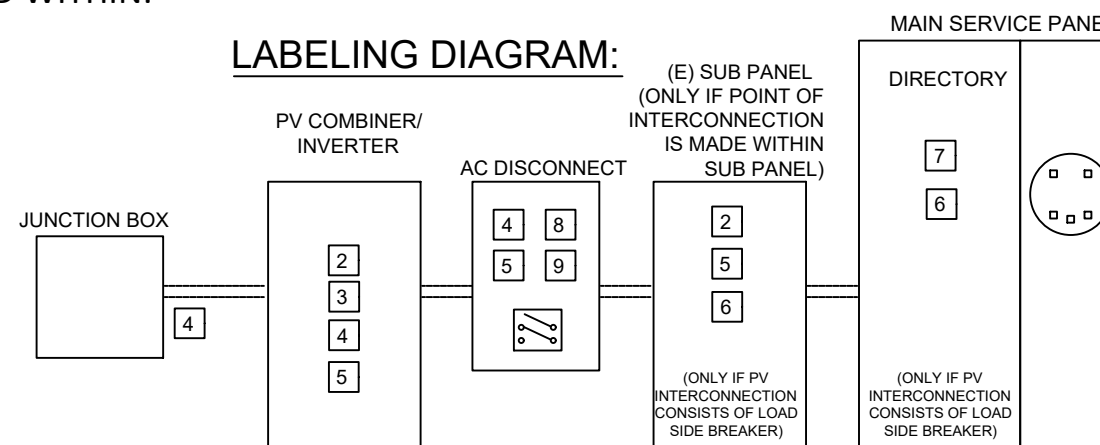 D WITHIN.
LABELING DIAGRAM:
JUNCTION BOX
4
PV COMBINER/
INVERTER
2
3
4
5
AC DISCONNECT
4 8
5 9
(E) SUB PANEL
(ONLY IF POINT OF
INTERCONNECTION
IS MADE WITHIN
SUB PANEL)
2
5
6
(ONLY IF PV
INTERCONNECTION
CONSISTS OF LOAD
SIDE BREAKER)
MAIN SERVICE PANE
DIRECTORY
7
6
(ONLY IF PV
INTERCONNECTION
CONSISTS OF LOAD
SIDE BREAKER)